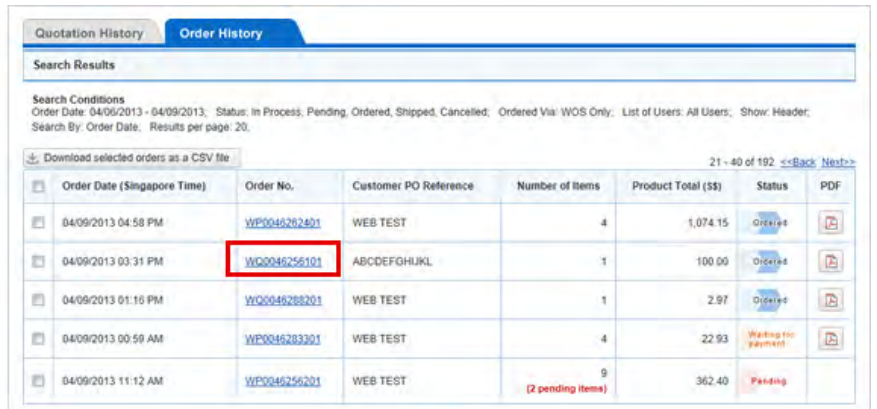 Quotation History Order History
Search Results
Search Conditions
Order Date: 04/06/2013 - 04/09/2013; Status: In Process, Pending, Ordered, Shipped, Cancelled; Ordered Via: WOS Only; List of Users: All Users; Show: Header;
Search By: Order Date; Results per page: 20;
Download selected orders as a CSV file 21 - 40 of 192 <<Back Next>>
Order Date (Singapore Time) Order No. Customer PO Reference Number of Items Product Total (S$) Status PDF
04/09/2013 04:58 PM WP0046262401 WEB TEST 4 1,074.15 Ordered
04/09/2013 03:31 PM WQ0046256101 ABCDEFGHIJKL 1 100.00 Ordered
04/09/2013 01:16 PM WQ0046288201 WEB TEST 1 2.97 Ordered
04/09/2013 00:59 AM WP0046283301 WEB TEST 4 22.93 Waiting for payment
04/09/2013 11:12 AM WP0046256201 WEB TEST 9 362.40 Pending
(2 pending items)